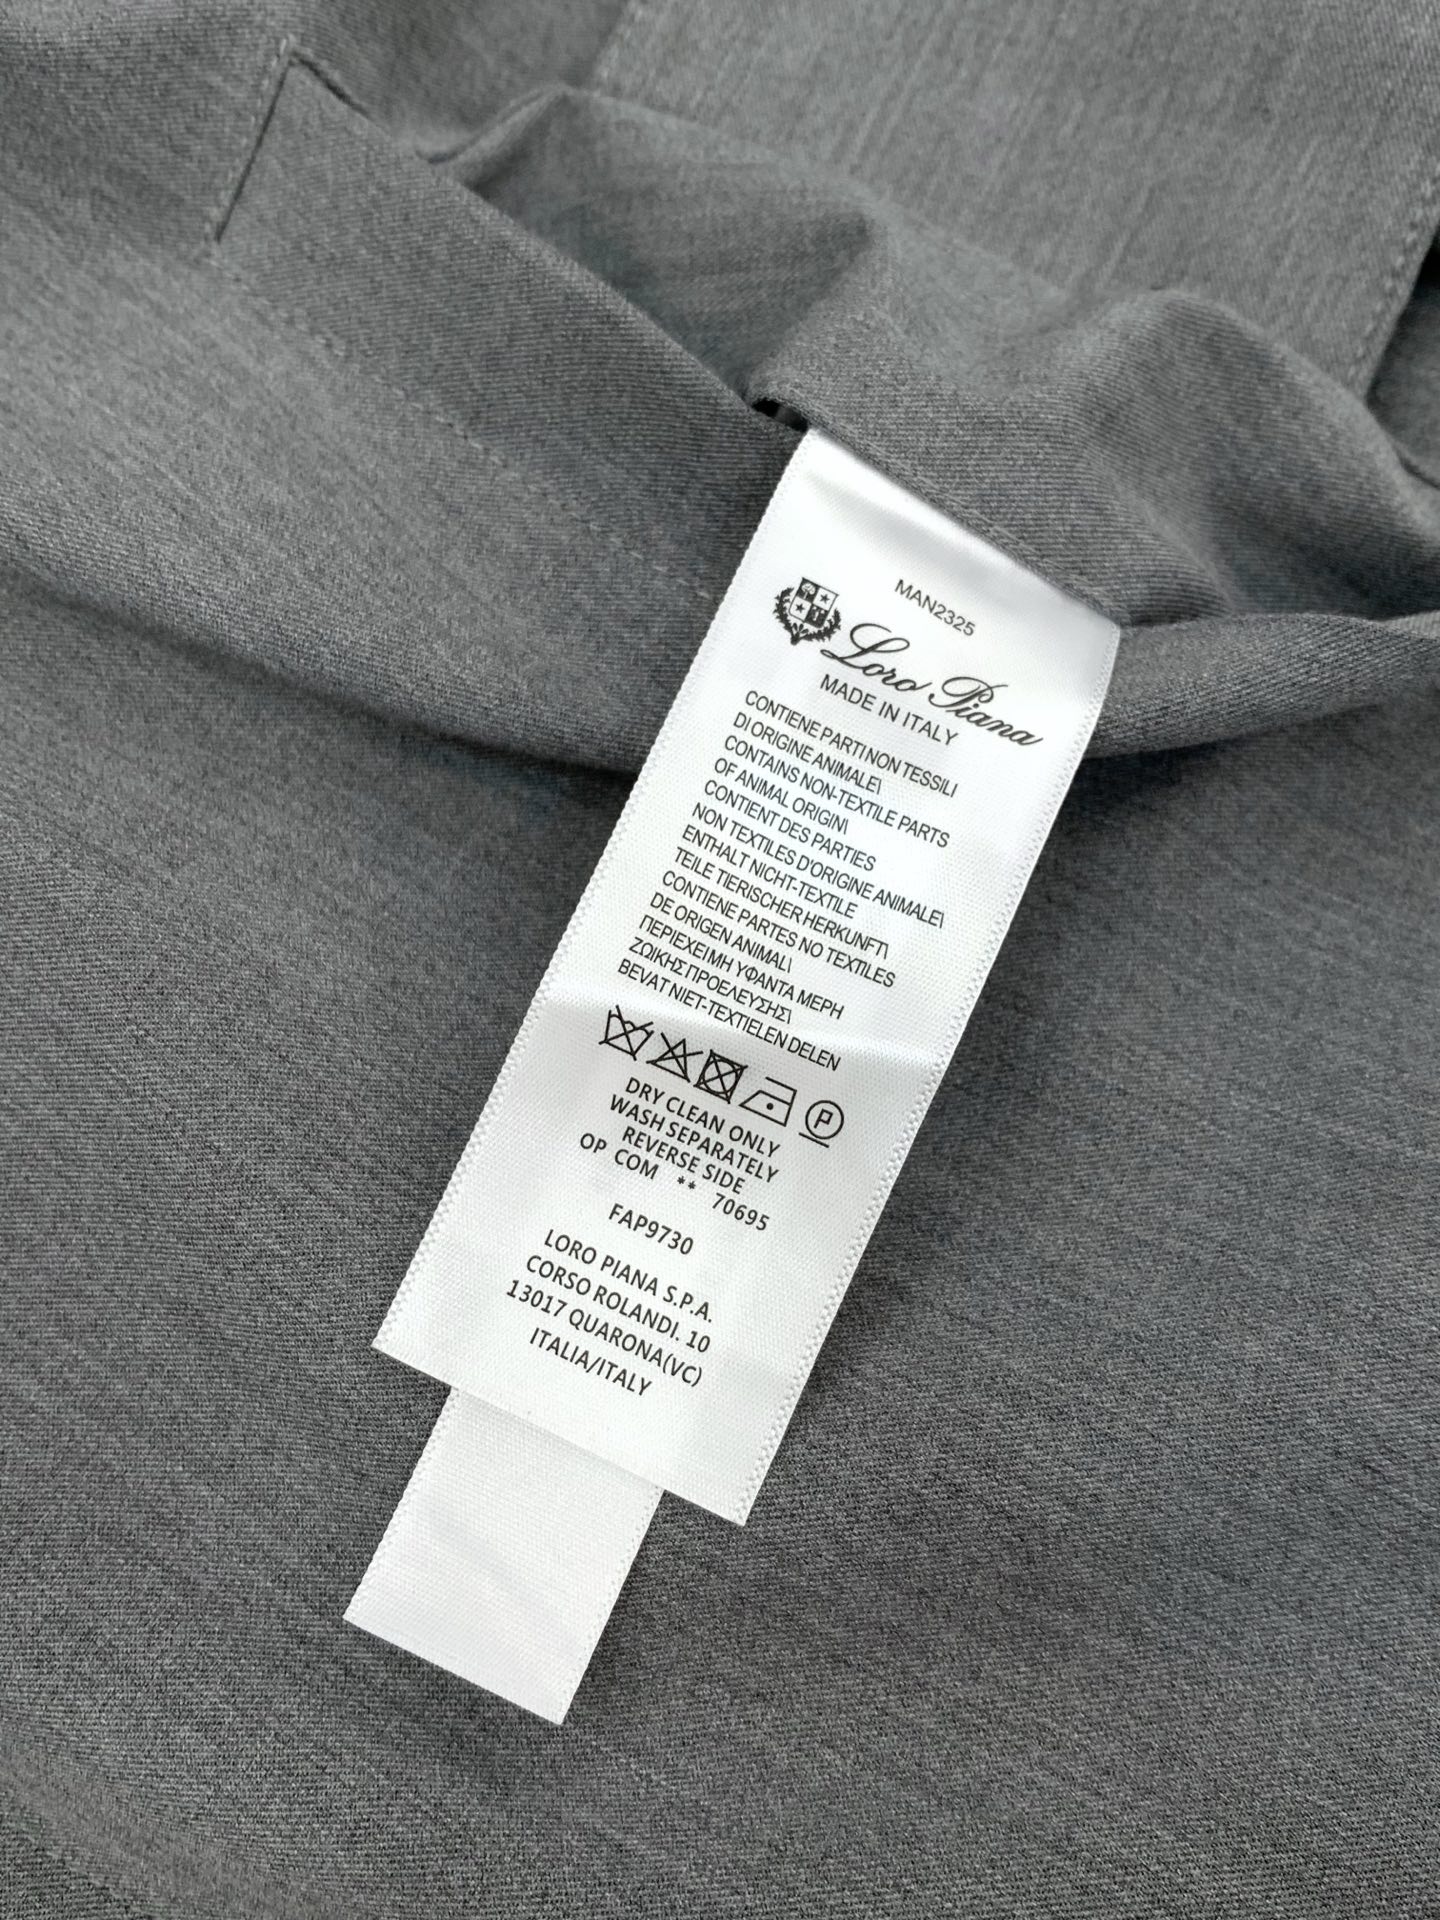 MAN2325
Loro Piana
MADE IN ITALY
CONTIENE PARTI NON TESSILI
DI ORIGINE ANIMALE\
CONTAINS NON-TEXTILE PARTS
OF ANIMAL ORIGIN\
CONTIENT DES PARTIES
NON TEXTILES D'ORIGINE ANIMALE\
ENTHALT NICHT-TEXTILE
TEILE TIERISCHER HERKUNFT\
CONTIENE PARTES NO TEXTILES
DE ORIGEN ANIMAL\
ΠΕΡΙΕΧΕΙ ΜΗ ΥΦΑΝΤΑ ΜΕΡΗ
ΖΩΙΚΗΣ ΠΡΟΕΛΕΥΣΗΣ\
BEVAT NIET-TEXTIELEN DELEN
P
DRY CLEAN ONLY
WASH SEPARATELY
REVERSE SIDE
OP COM ** 70695
FAP9730
LORO PIANA S.P.A.
CORSO ROLANDI. 10
13017 QUARONA(VC)
ITALIA/ITALY